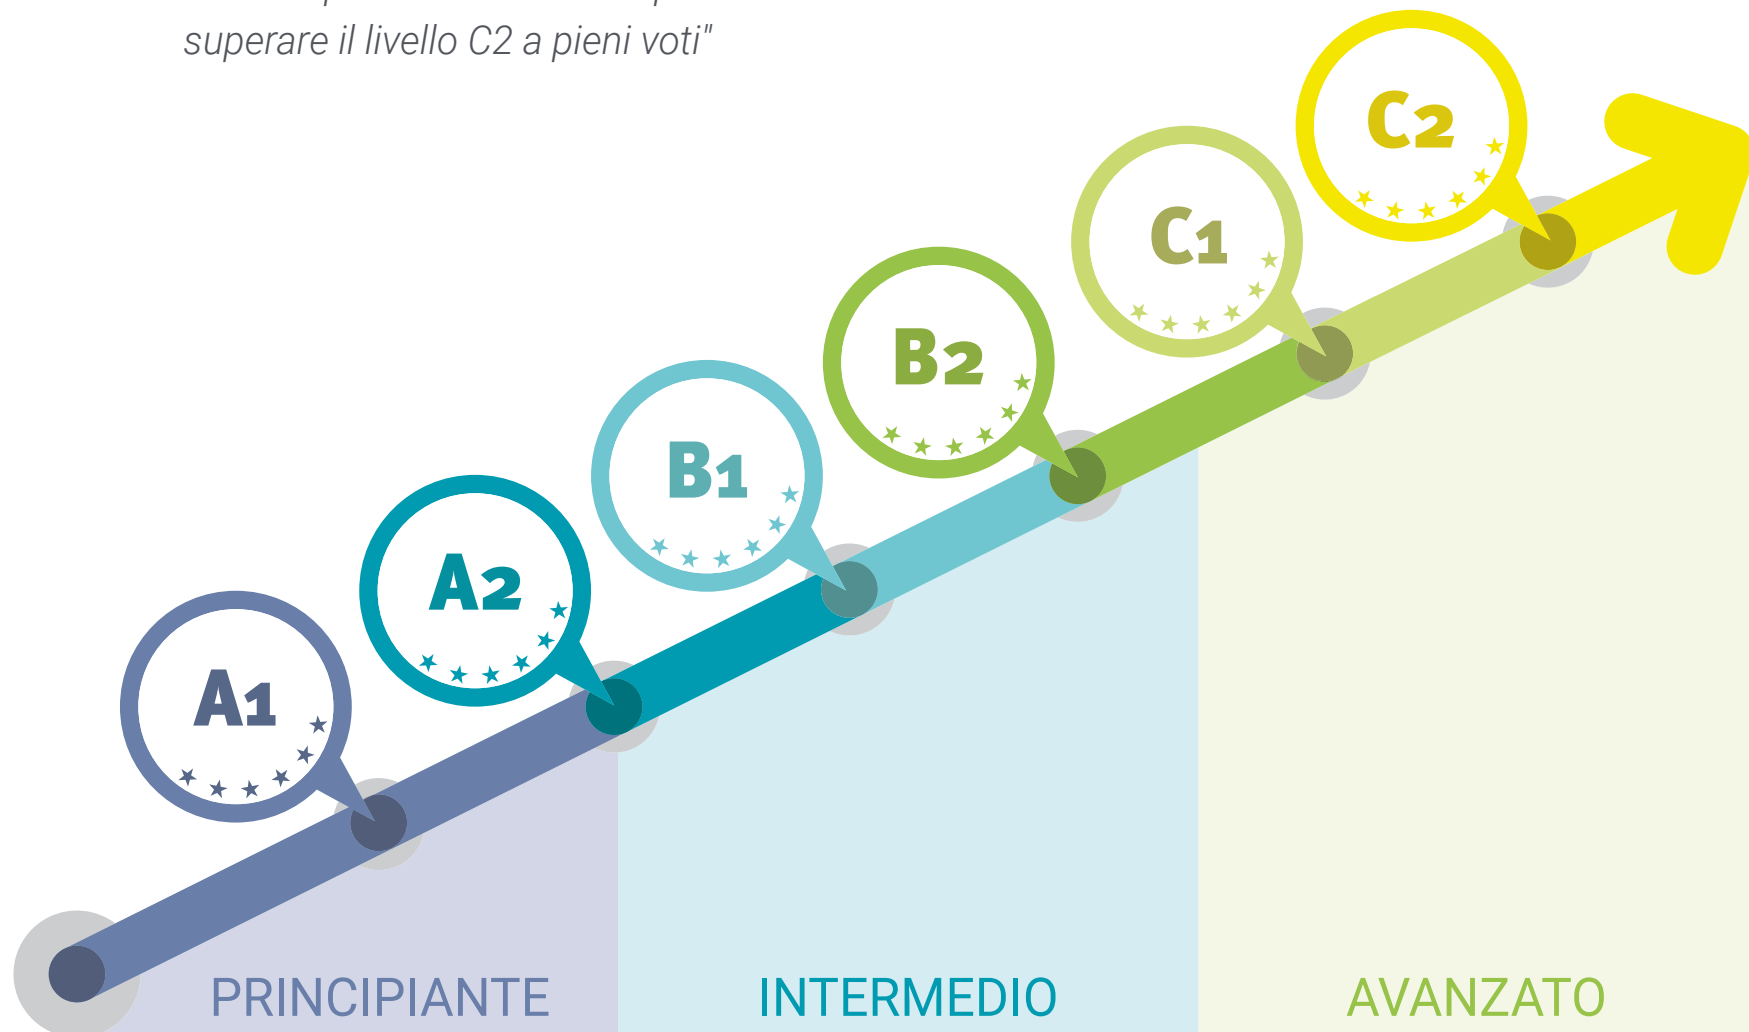 superare il livello C2 a pieni voti"
C2
C1
B2
B1
A2
A1
PRINCIPIANTE
INTERMEDIO
AVANZATO